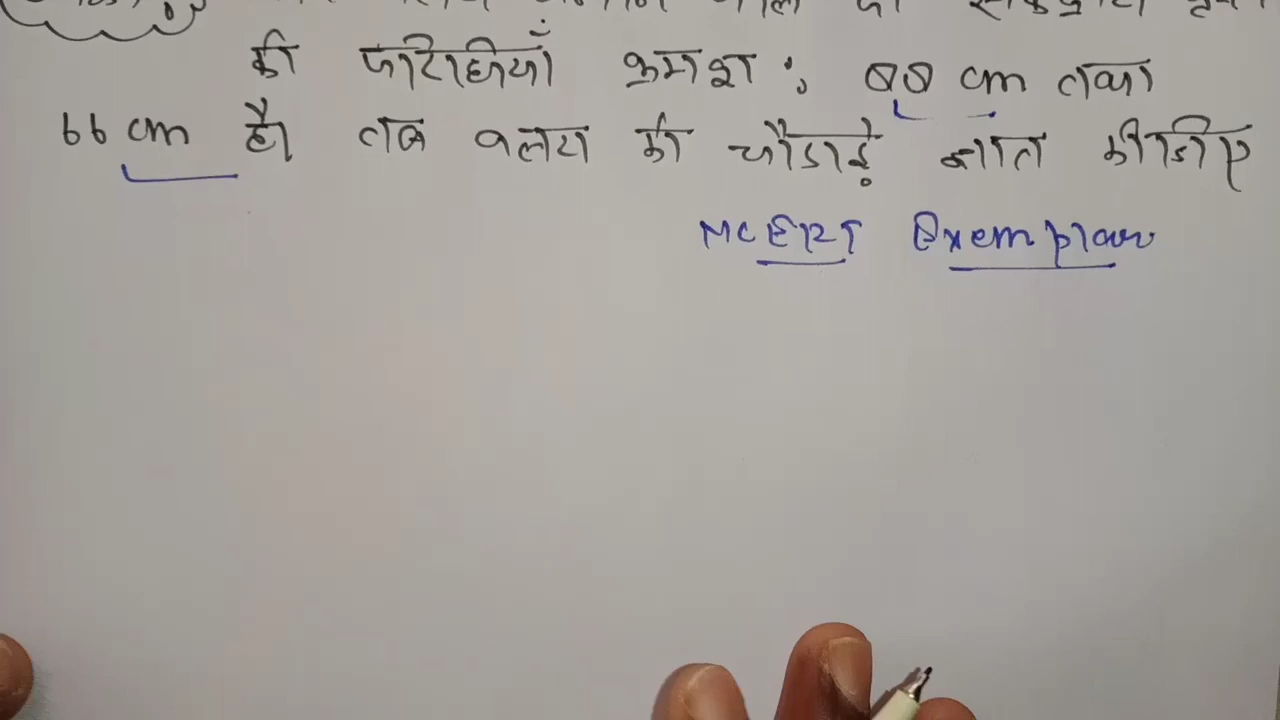 की परिधियाँ क्रमश : 88 cm तथा
66 cm है। तब वलय की चौडाई ज्ञात कीजिए
NCERT Exemplar